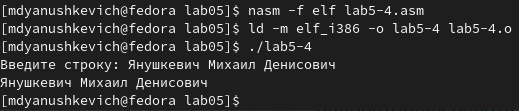 [mdyanushkevich@fedora lab05]$ nasm -f elf lab5-4.asm
[mdyanushkevich@fedora lab05]$ ld -m elf_i386 -o lab5-4 lab5-4.o
[mdyanushkevich@fedora lab05]$ ./lab5-4
Введите строку: Янушкевич Михаил Денисович
Янушкевич Михаил Денисович
[mdyanushkevich@fedora lab05]$